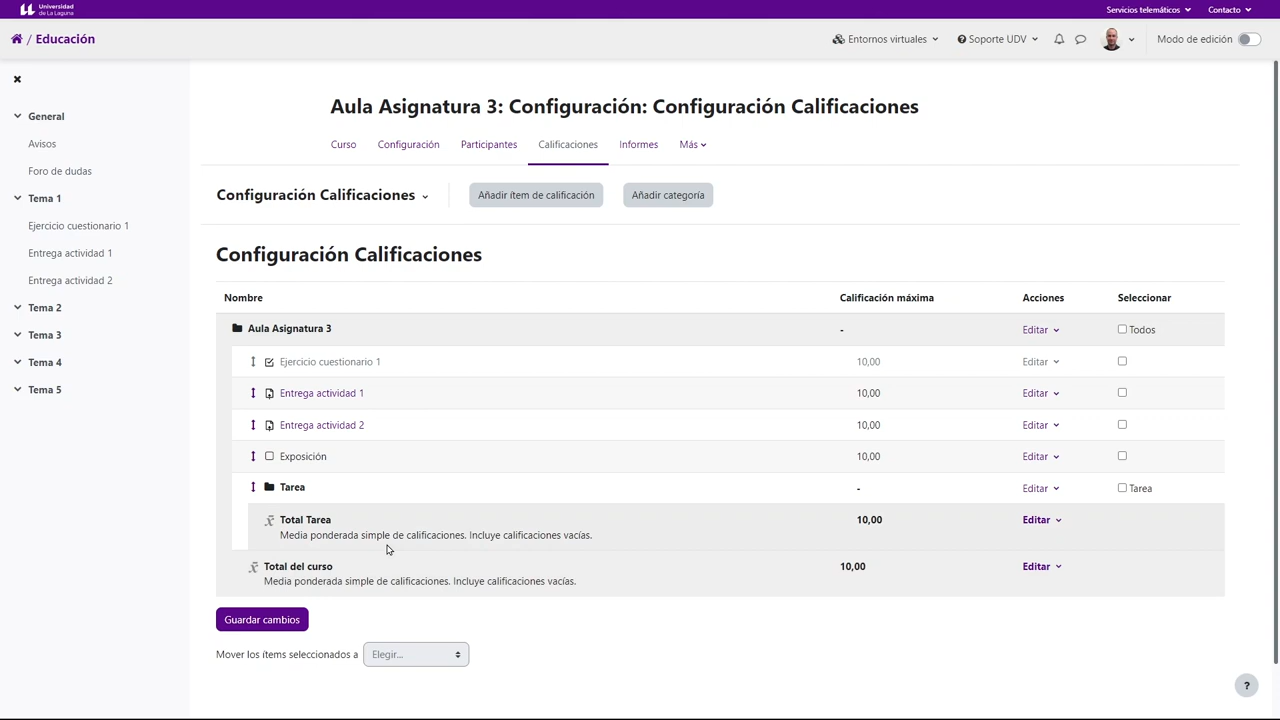 Universidad
de La Laguna
Servicios telemáticos
Contacto
/ Educación
Entornos virtuales
Soporte UDV
Modo de edición
General
Avisos
Foro de dudas
Tema 1
Ejercicio cuestionario 1
Entrega actividad 1
Entrega actividad 2
Tema 2
Tema 3
Tema 4
Tema 5
Aula Asignatura 3: Configuración: Configuración Calificaciones
Curso Configuración Participantes Calificaciones Informes Más
Configuración Calificaciones Añadir ítem de calificación Añadir categoría
Configuración Calificaciones
Nombre Calificación máxima Acciones Seleccionar
Aula Asignatura 3 - Editar Todos
Ejercicio cuestionario 1 10,00 Editar
Entrega actividad 1 10,00 Editar
Entrega actividad 2 10,00 Editar
Exposición 10,00 Editar
Tarea - Editar Tarea
Total Tarea 10,00 Editar
Media ponderada simple de calificaciones. Incluye calificaciones vacías.
Total del curso 10,00 Editar
Media ponderada simple de calificaciones. Incluye calificaciones vacías.
Guardar cambios
Mover los ítems seleccionados a Elegir...
?